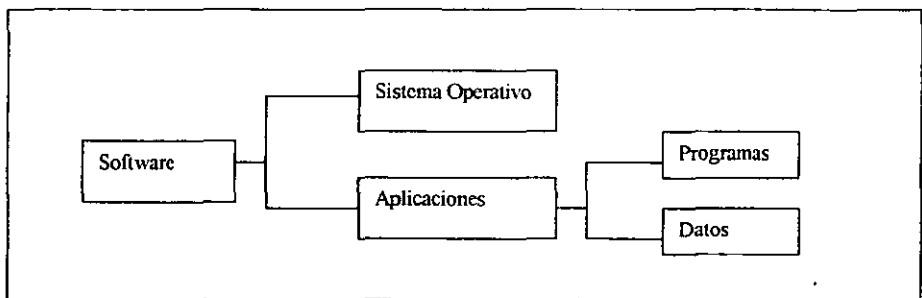 Software
Sistema Operativo
Aplicaciones
Programas
Datos